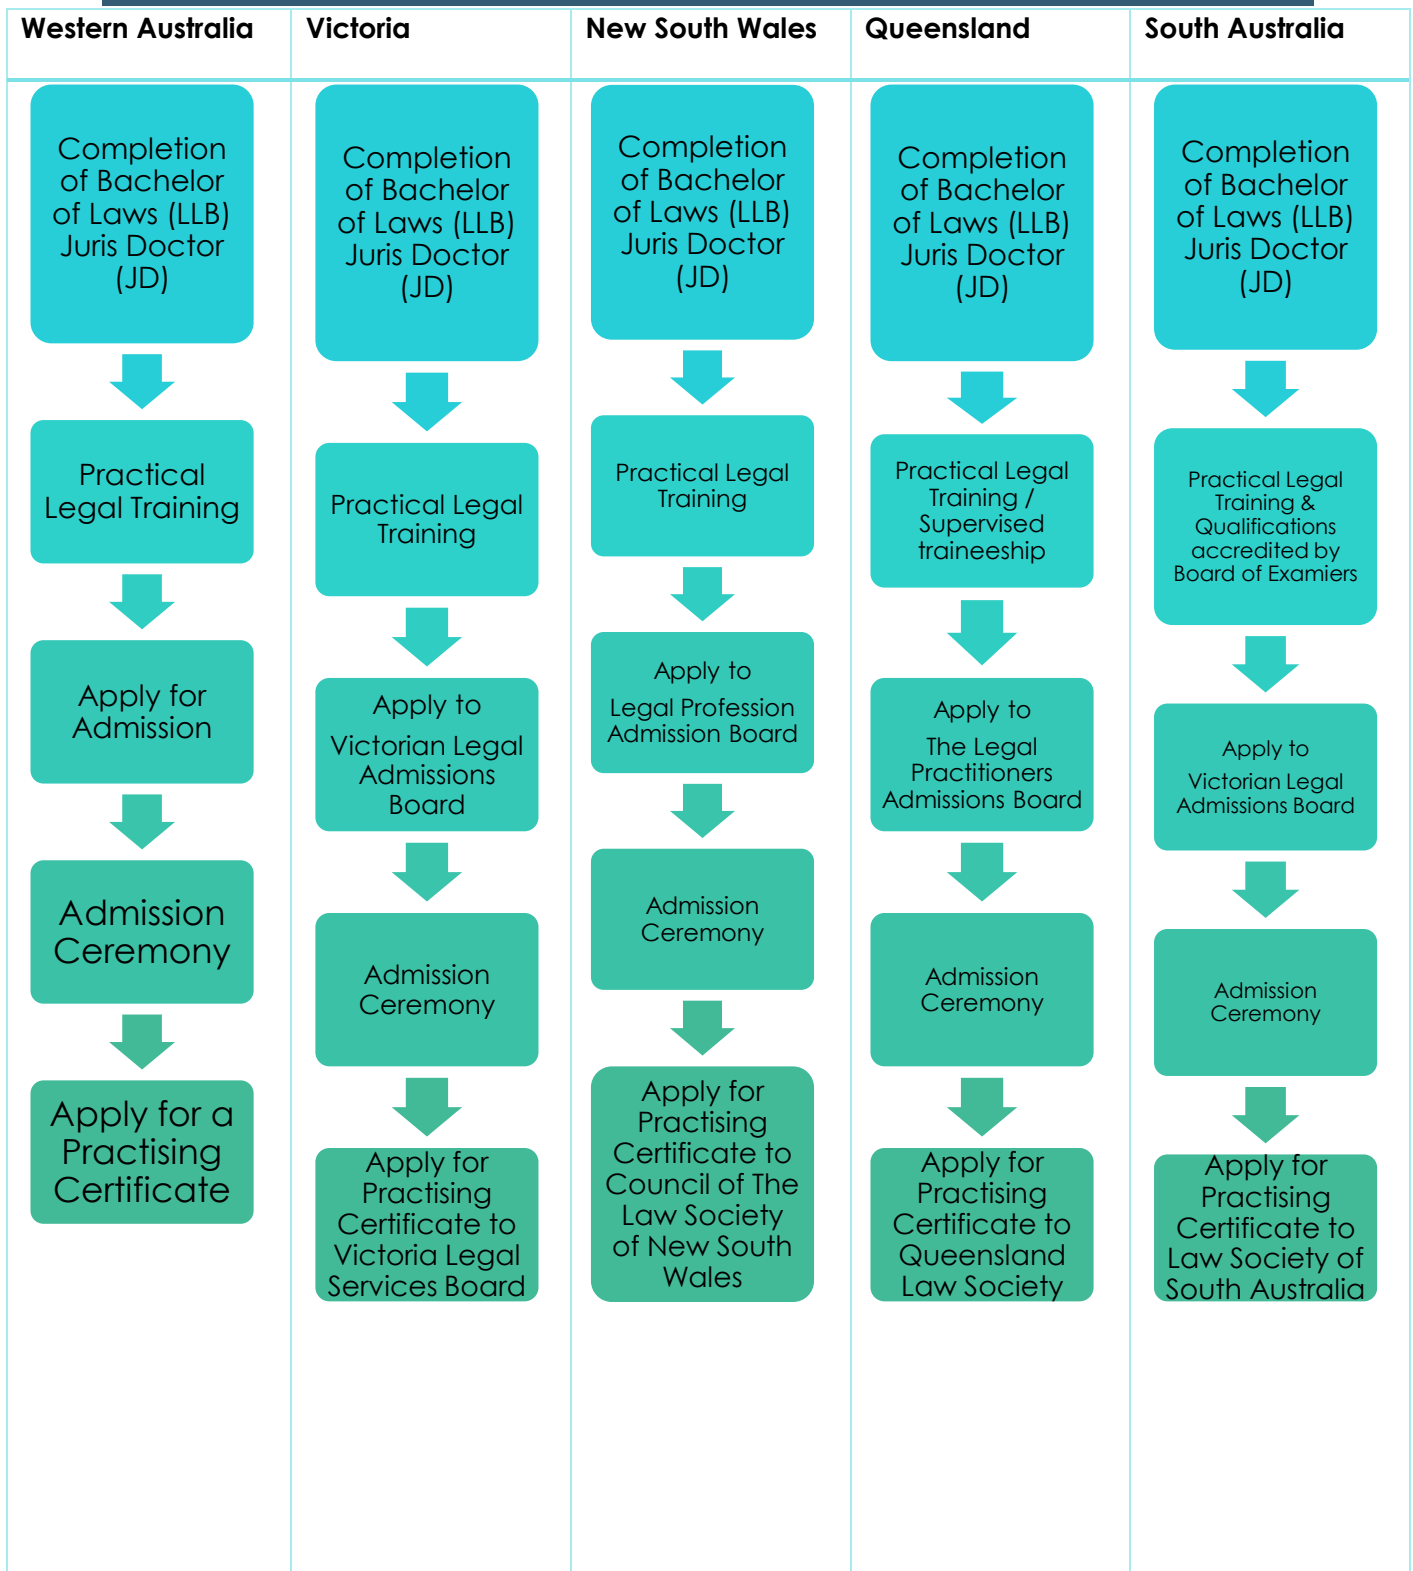 Western Australia
Victoria
New South Wales
Queensland
South Australia
Completion
of Bachelor
of Laws (LLB)
Juris Doctor
(JD)
Practical
Legal Training
Apply for
Admission
Admission
Ceremony
Apply for a
Practising
Certificate
Completion
of Bachelor
of Laws (LLB)
Juris Doctor
(JD)
Practical Legal
Training
Apply to
Victorian Legal
Admissions
Board
Admission
Ceremony
Apply for
Practising
Certificate to
Victoria Legal
Services Board
Completion
of Bachelor
of Laws (LLB)
Juris Doctor
(JD)
Practical Legal
Training
Apply to
Legal Profession
Admission Board
Admission
Ceremony
Apply for
Practising
Certificate to
Council of The
Law Society
of New South
Wales
Completion
of Bachelor
of Laws (LLB)
Juris Doctor
(JD)
Practical Legal
Training /
Supervised
traineeship
Apply to
The Legal
Practitioners
Admissions Board
Admission
Ceremony
Apply for
Practising
Certificate to
Queensland
Law Society
Completion
of Bachelor
of Laws (LLB)
Juris Doctor
(JD)
Practical Legal
Training &
Qualifications
accredited by
Board of Examiers
Apply to
Victorian Legal
Admissions Board
Admission
Ceremony
Apply for
Practising
Certificate to
Law Society of
South Australia